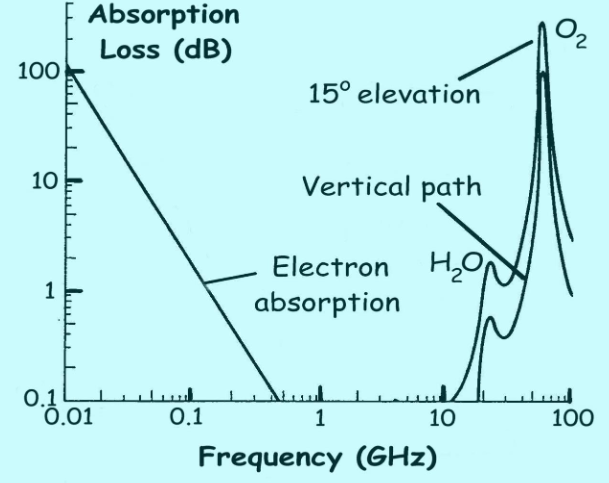 Absorption
Loss (dB)
O₂
100
15° elevation
10
Vertical path
H₂O
Electron
absorption
1
0.1
0.01 0.1 1 10 100
Frequency (GHz)